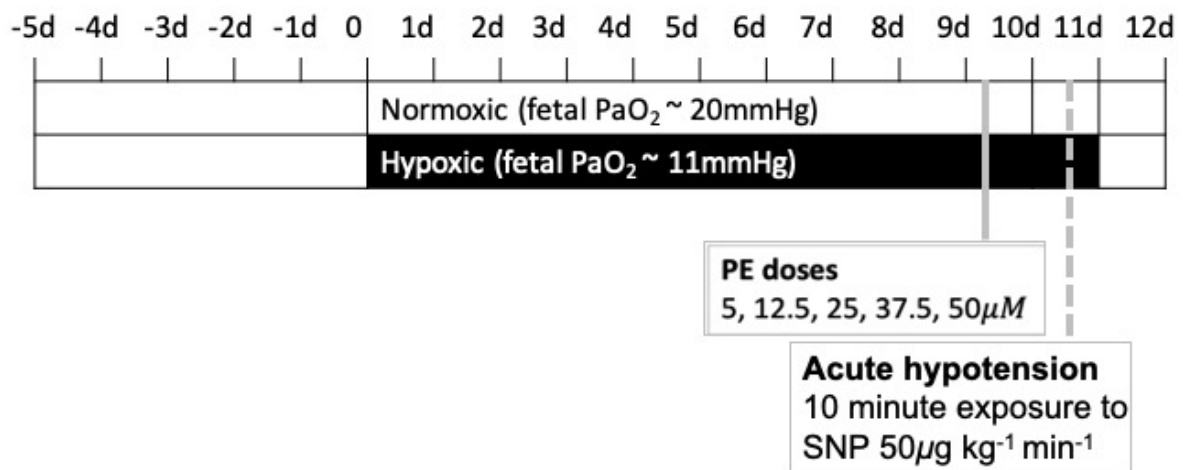 -5d -4d -3d -2d -1d 0 1d 2d 3d 4d 5d 6d 7d 8d 9d 10d 11d 12d
Normoxic (fetal PaO₂ ~ 20mmHg)
Hypoxic (fetal PaO₂ ~ 11mmHg)
PE doses
5, 12.5, 25, 37.5, 50μM
Acute hypotension
10 minute exposure to
SNP 50μg kg⁻¹ min⁻¹